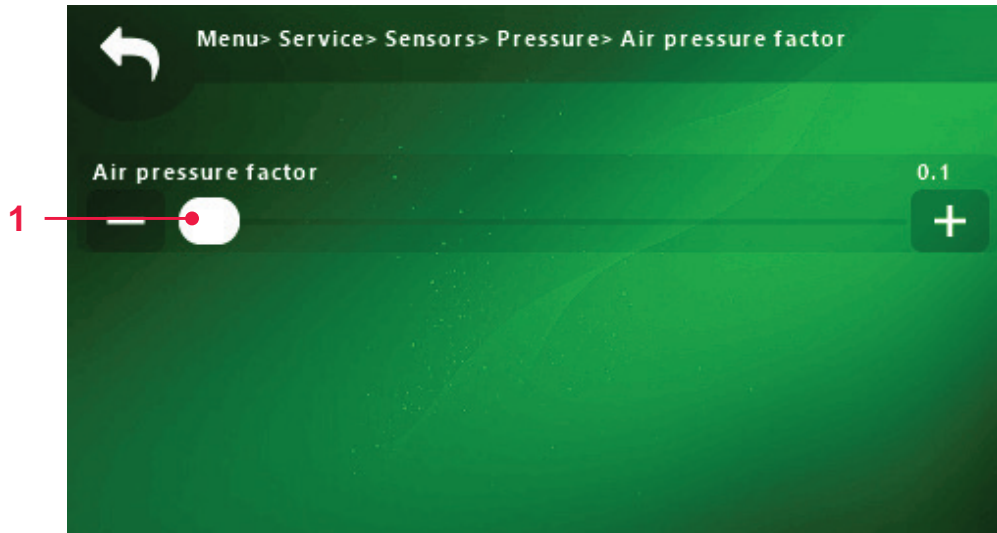 Menu> Service> Sensors> Pressure> Air pressure factor
Air pressure factor 0.1
1